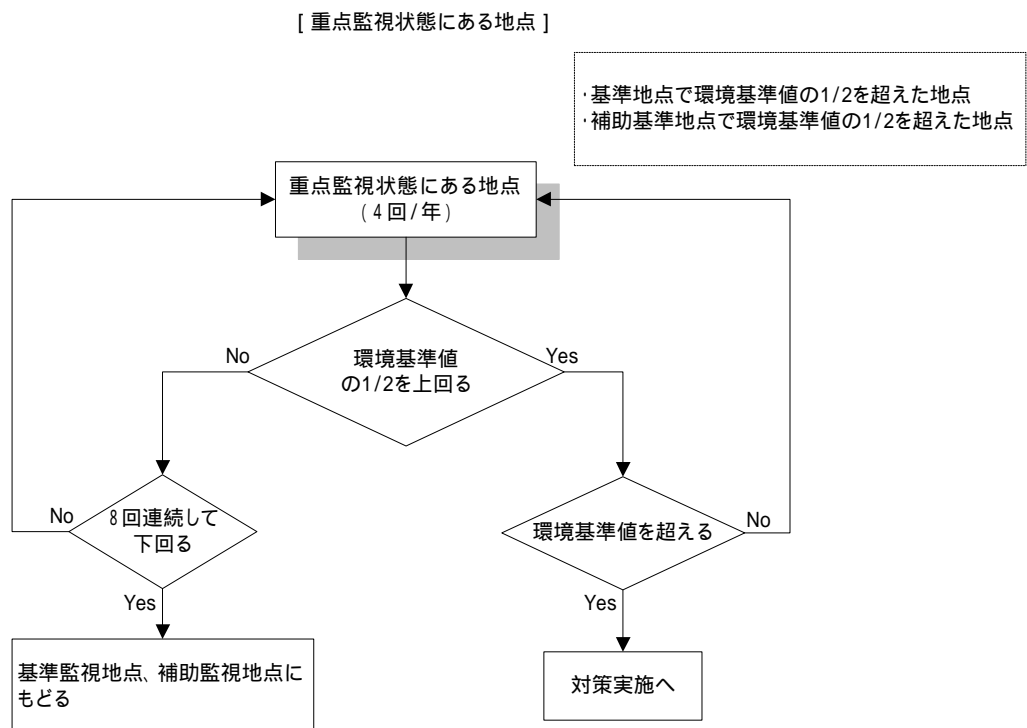 [ 重点監視状態にある地点 ]
・基準地点で環境基準値の1/2を超えた地点
・補助基準地点で環境基準値の1/2を超えた地点
重点監視状態にある地点
(4回/年)
No
環境基準値
の1/2を上回る
Yes
No
8回連続して
下回る
環境基準値を超える
No
Yes
Yes
基準監視地点、補助監視地点に
もどる
対策実施へ